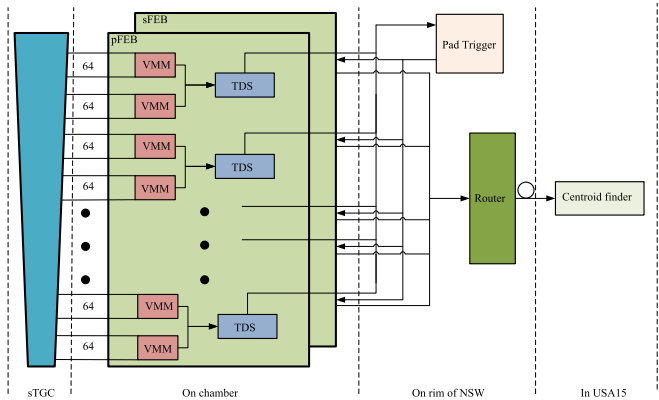 sFEB
pFEB
Pad Trigger
64
VMM
TDS
64
VMM
64
VMM
TDS
64
VMM
Router
Centroid finder
64
VMM
TDS
64
VMM
sTGC
On chamber
On rim of NSW
In USA15